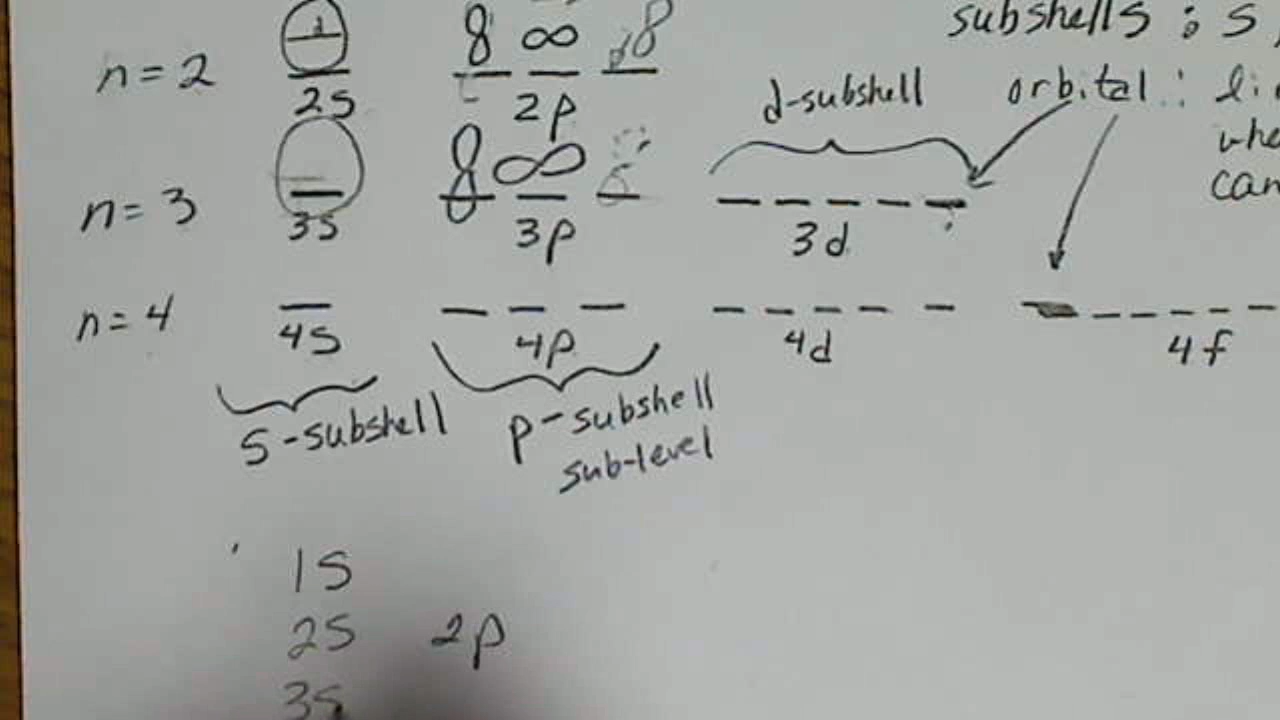 subshells : s
n = 2
2s
2p
d-subshell
orbital :
n = 3
3s
3p
3d
can
n = 4
4s
4p
4d
4f
s-subshell
p-subshell
sub-level
1s
2s 2p
3s